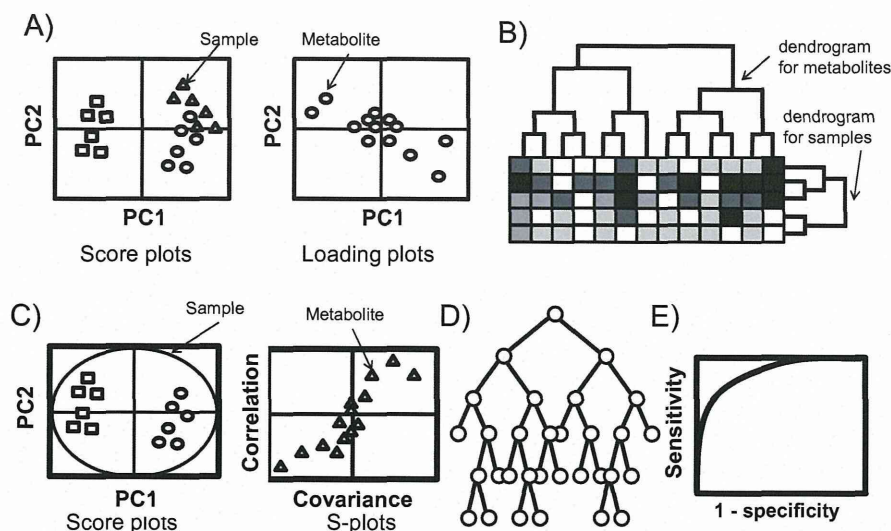 A)
Sample
Metabolite
PC2
PC1
Score plots
PC2
PC1
Loading plots
B)
dendrogram
for metabolites
dendrogram
for samples
C)
Sample
PC2
PC1
Score plots
Metabolite
Correlation
Covariance
S-plots
D)
E)
Sensitivity
1 - specificity